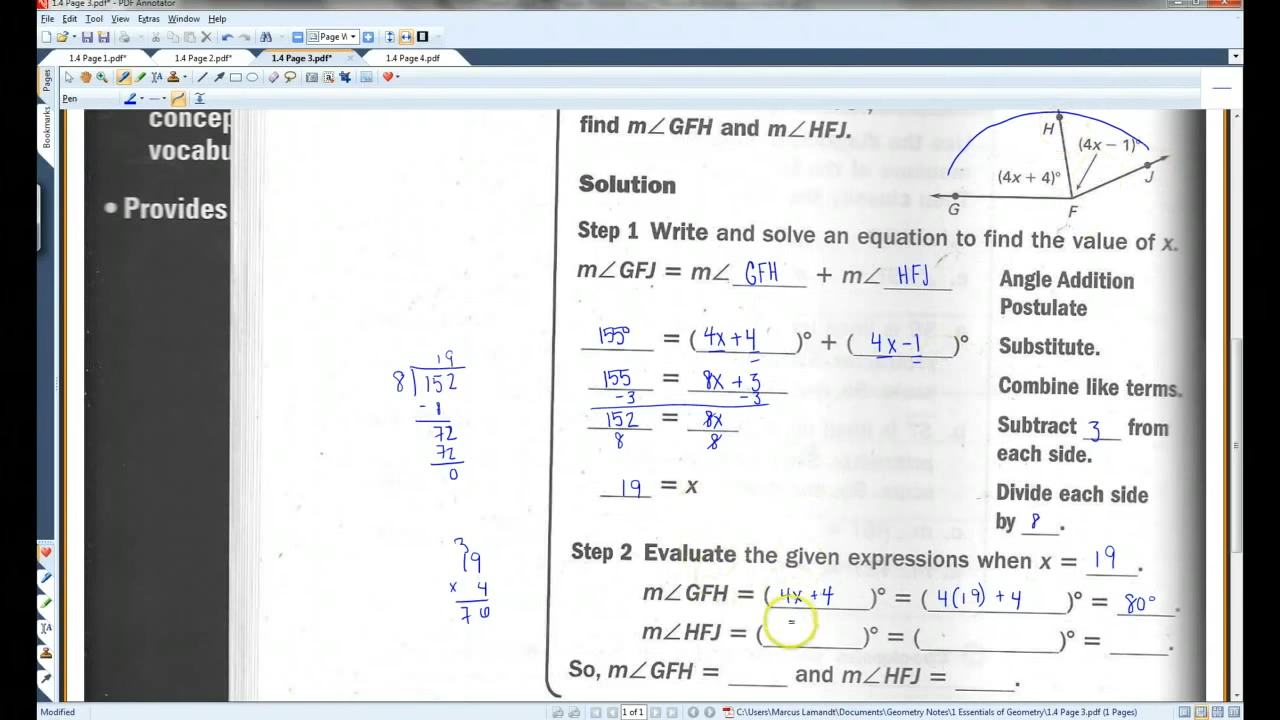 1.4 Page 3.pdf* - PDF Annotator
File Edit Tool View Extras Window Help
Page W
1.4 Page 1.pdf* 1.4 Page 2.pdf* 1.4 Page 3.pdf* 1.4 Page 4.pdf
Pen
Pages
Bookmarks
concep
vocabu
• Provides
find m∠GFH and m∠HFJ.
H
(4x − 1)°
(4x + 4)°
J
G
F
Solution
Step 1 Write and solve an equation to find the value of x.
m∠GFJ = m∠ GFH + m∠ HFJ
Angle Addition
Postulate
155° = (4x+4)° + (4x-1)° Substitute.
155 = 8x + 3 Combine like terms.
-3 -3
152 = 8x
8 8
Subtract 3 from
each side.
19 = x
Divide each side
by 8.
19
8 152
-8
72
72
0
3
19
x 4
76
Step 2 Evaluate the given expressions when x = 19.
m∠GFH = (4x+4)° = (4(19) + 4)° = 80°.
m∠HFJ = ( = )° = ( )° = .
So, m∠GFH = and m∠HFJ = .
Modified
1 of 1
C:\Users\Marcus Lamandt\Documents\Geometry Notes\1 Essentials of Geometry\1.4 Page 3.pdf (1 Pages)